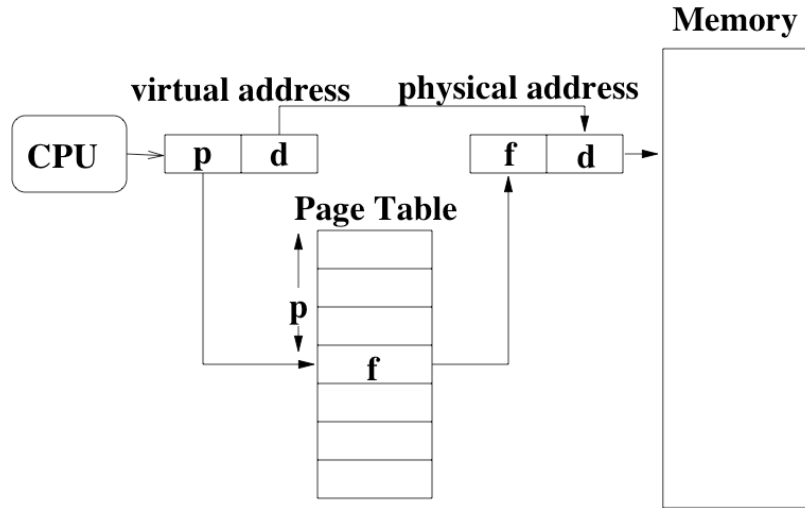 Memory
virtual address
physical address
CPU
p
d
f
d
Page Table
p
f